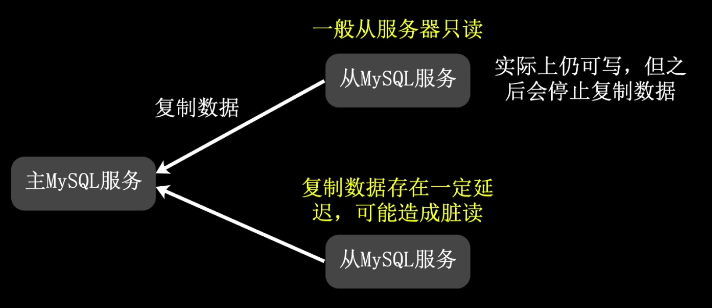 一般从服务器只读
从MySQL服务
实际上仍可写，但之
后会停止复制数据
复制数据
主MySQL服务
复制数据存在一定延
迟，可能造成脏读
从MySQL服务